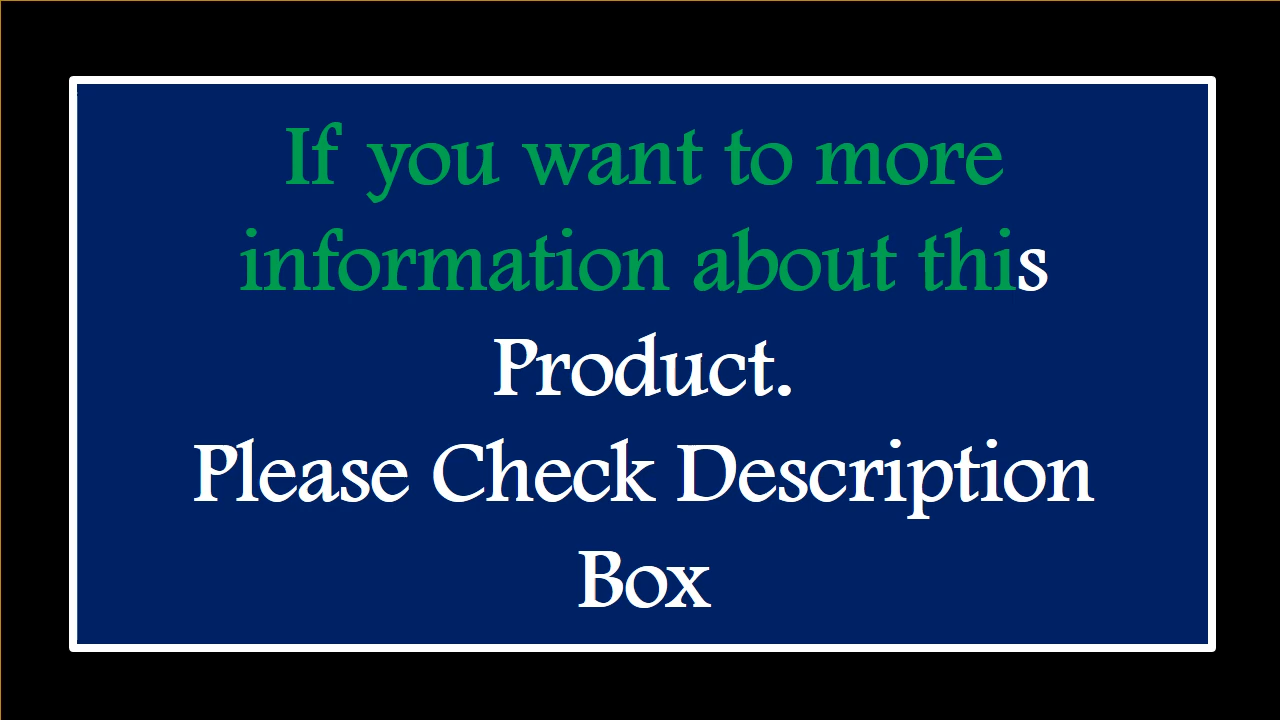 If you want to more
information about this
Product.
Please Check Description
Box